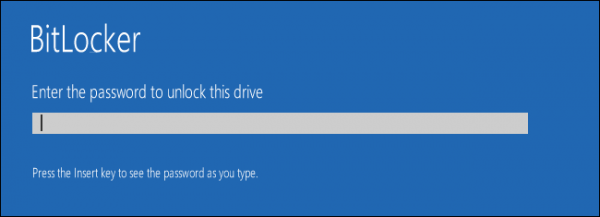 BitLocker
Enter the password to unlock this drive
Press the Insert key to see the password as you type.